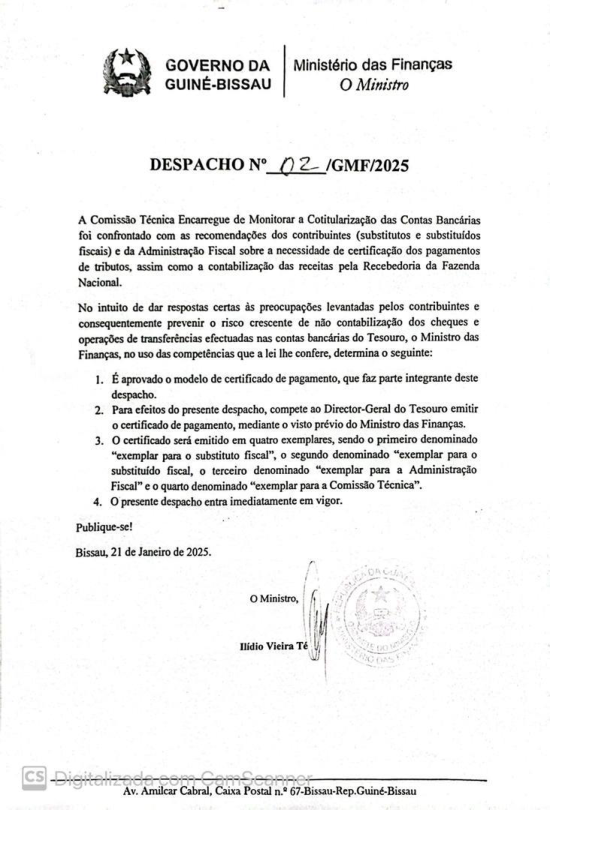 GOVERNO DA
GUINÉ-BISSAU
Ministério das Finanças
O Ministro
DESPACHO Nº 02 /GMF/2025
A Comissão Técnica Encarregue de Monitorar a Cotitularização das Contas Bancárias
foi confrontado com as recomendações dos contribuintes (substitutos e substituídos
fiscais) e da Administração Fiscal sobre a necessidade de certificação dos pagamentos
de tributos, assim como a contabilização das receitas pela Recebedoria da Fazenda
Nacional.
No intuito de dar respostas certas às preocupações levantadas pelos contribuintes e
consequentemente prevenir o risco crescente de não contabilização dos cheques e
operações de transferências efectuadas nas contas bancárias do Tesouro, o Ministro das
Finanças, no uso das competências que a lei lhe confere, determina o seguinte:
1. É aprovado o modelo de certificado de pagamento, que faz parte integrante deste
despacho.
2. Para efeitos do presente despacho, compete ao Director-Geral do Tesouro emitir
o certificado de pagamento, mediante o visto prévio do Ministro das Finanças.
3. O certificado será emitido em quatro exemplares, sendo o primeiro denominado
"exemplar para o substituto fiscal", o segundo denominado "exemplar para o
substituído fiscal, o terceiro denominado "exemplar para a Administração
Fiscal" e o quarto denominado "exemplar para a Comissão Técnica".
4. O presente despacho entra imediatamente em vigor.
Publique-se!
Bissau, 21 de Janeiro de 2025.
O Ministro,
Ilídio Vieira Té
CS Digitalizada com CamScanner
Av. Amilcar Cabral, Caixa Postal n.º 67-Bissau-Rep.Guiné-Bissau